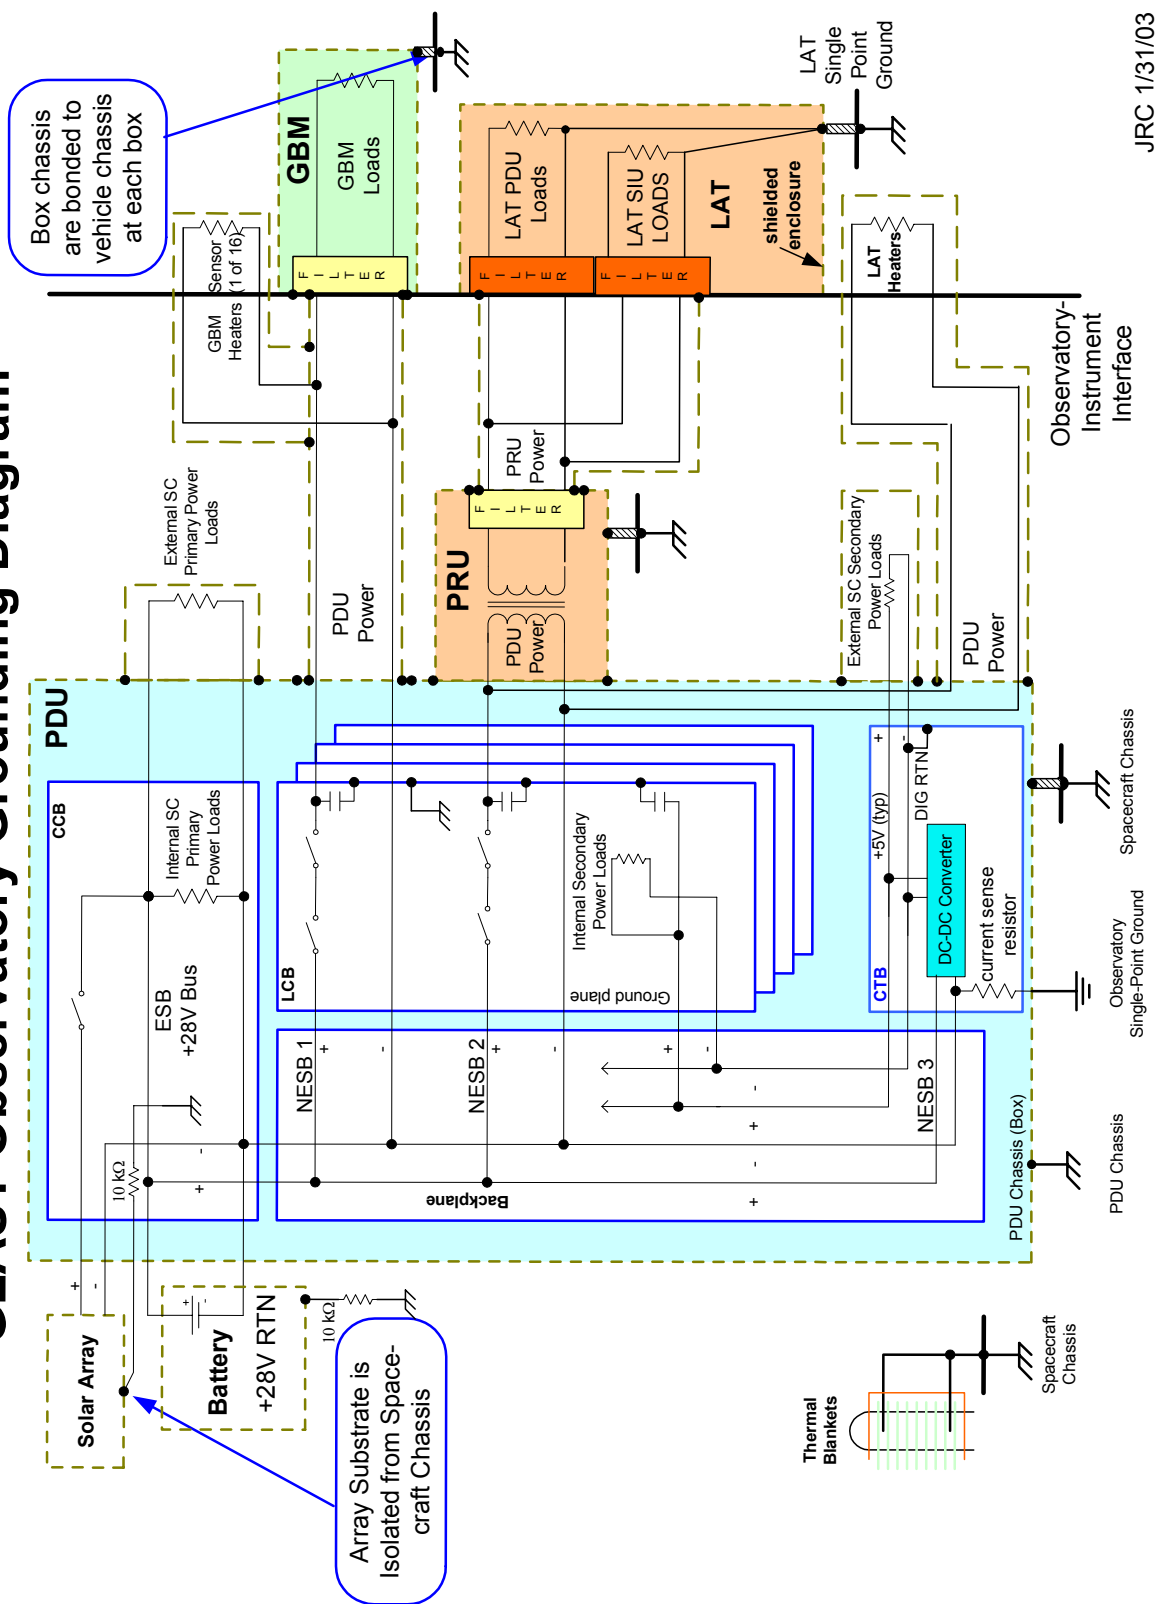 Observatory Grounding Diagram
Box chassis
are bonded to
vehicle chassis
at each box
GBM
GBM
Loads
FILTER
GBM Sensor
Heaters (1 of 16)
LAT
Single
Point
Ground
LAT PDU
Loads
LAT SIU
LOADS
LAT
shielded
enclosure
FILTER
FILTER
LAT
Heaters
Observatory-
Instrument
Interface
External SC
Primary Power
Loads
PDU
Power
PRU
Power
FILTER
PRU
PDU
Power
External SC Secondary
Power Loads
PDU
Power
PDU
CCB
Internal SC
Primary
Power Loads
ESB
+28V Bus
10 kΩ
-
+
LCB
Ground plane
Internal Secondary
Power Loads
NESB 1
+
-
NESB 2
+
-
+
-
Backplane
+
-
+
-
NESB 3
CTB
+5V (typ)
+
-
DIG RTN
DC-DC Converter
current sense
resistor
PDU Chassis (Box)
Spacecraft Chassis
Observatory
Single-Point Ground
PDU Chassis
Solar Array
+
-
Battery
+
-
+28V RTN
10 kΩ
Array Substrate is
Isolated from Space-
craft Chassis
Thermal
Blankets
Spacecraft
Chassis
JRC 1/31/03